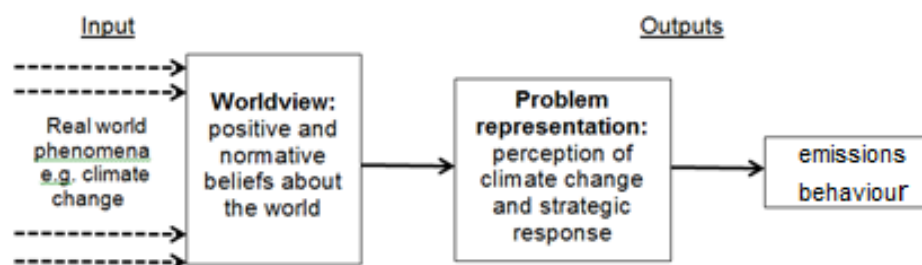 Input
Outputs
Real world
phenomena
e.g. climate
change
Worldview:
positive and
normative
beliefs about
the world
Problem
representation:
perception of
climate change
and strategic
response
emissions
behaviour